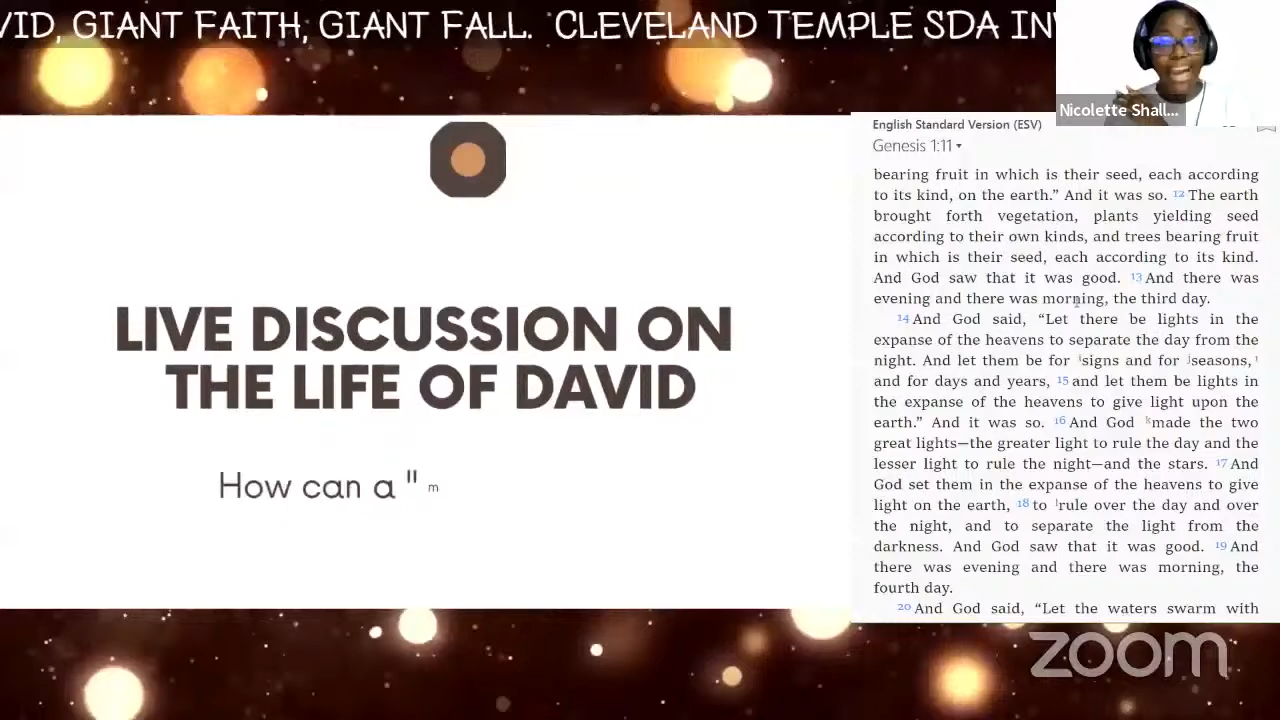 VID, GIANT FAITH, GIANT FALL. CLEVELAND TEMPLE SDA IN
Nicolette Shall...
English Standard Version (ESV)
Genesis 1:11
bearing fruit in which is their seed, each according
to its kind, on the earth.” And it was so. 12 The earth
brought forth vegetation, plants yielding seed
according to their own kinds, and trees bearing fruit
in which is their seed, each according to its kind.
And God saw that it was good. 13 And there was
evening and there was morning, the third day.
14 And God said, “Let there be lights in the
expanse of the heavens to separate the day from the
night. And let them be for i signs and for j seasons, 1
and for days and years, 15 and let them be lights in
the expanse of the heavens to give light upon the
earth.” And it was so. 16 And God k made the two
great lights—the greater light to rule the day and the
lesser light to rule the night—and the stars. 17 And
God set them in the expanse of the heavens to give
light on the earth, 18 to l rule over the day and over
the night, and to separate the light from the
darkness. And God saw that it was good. 19 And
there was evening and there was morning, the
fourth day.
20 And God said, “Let the waters swarm with
LIVE DISCUSSION ON
THE LIFE OF DAVID
How can a " m
zoom